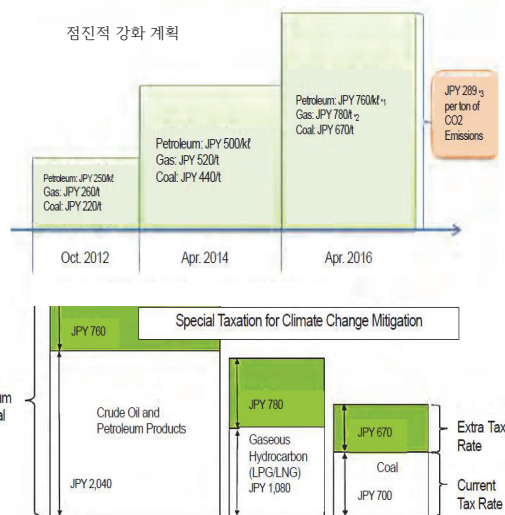 점진적 강화 계획
Petroleum: JPY 250/kℓ
Gas: JPY 260/t
Coal: JPY 220/t
Petroleum: JPY 500/kℓ
Gas: JPY 520/t
Coal: JPY 440/t
Petroleum: JPY 760/kℓ *1
Gas: JPY 780/t *2
Coal: JPY 670/t
JPY 289 *3
per ton of
CO2
Emissions
Oct. 2012
Apr. 2014
Apr. 2016
Special Taxation for Climate Change Mitigation
JPY 760
Crude Oil and
Petroleum Products
JPY 2,040
JPY 780
Gaseous
Hydrocarbon
(LPG/LNG)
JPY 1,080
JPY 670
Coal
JPY 700
Extra Tax
Rate
Current
Tax Rate